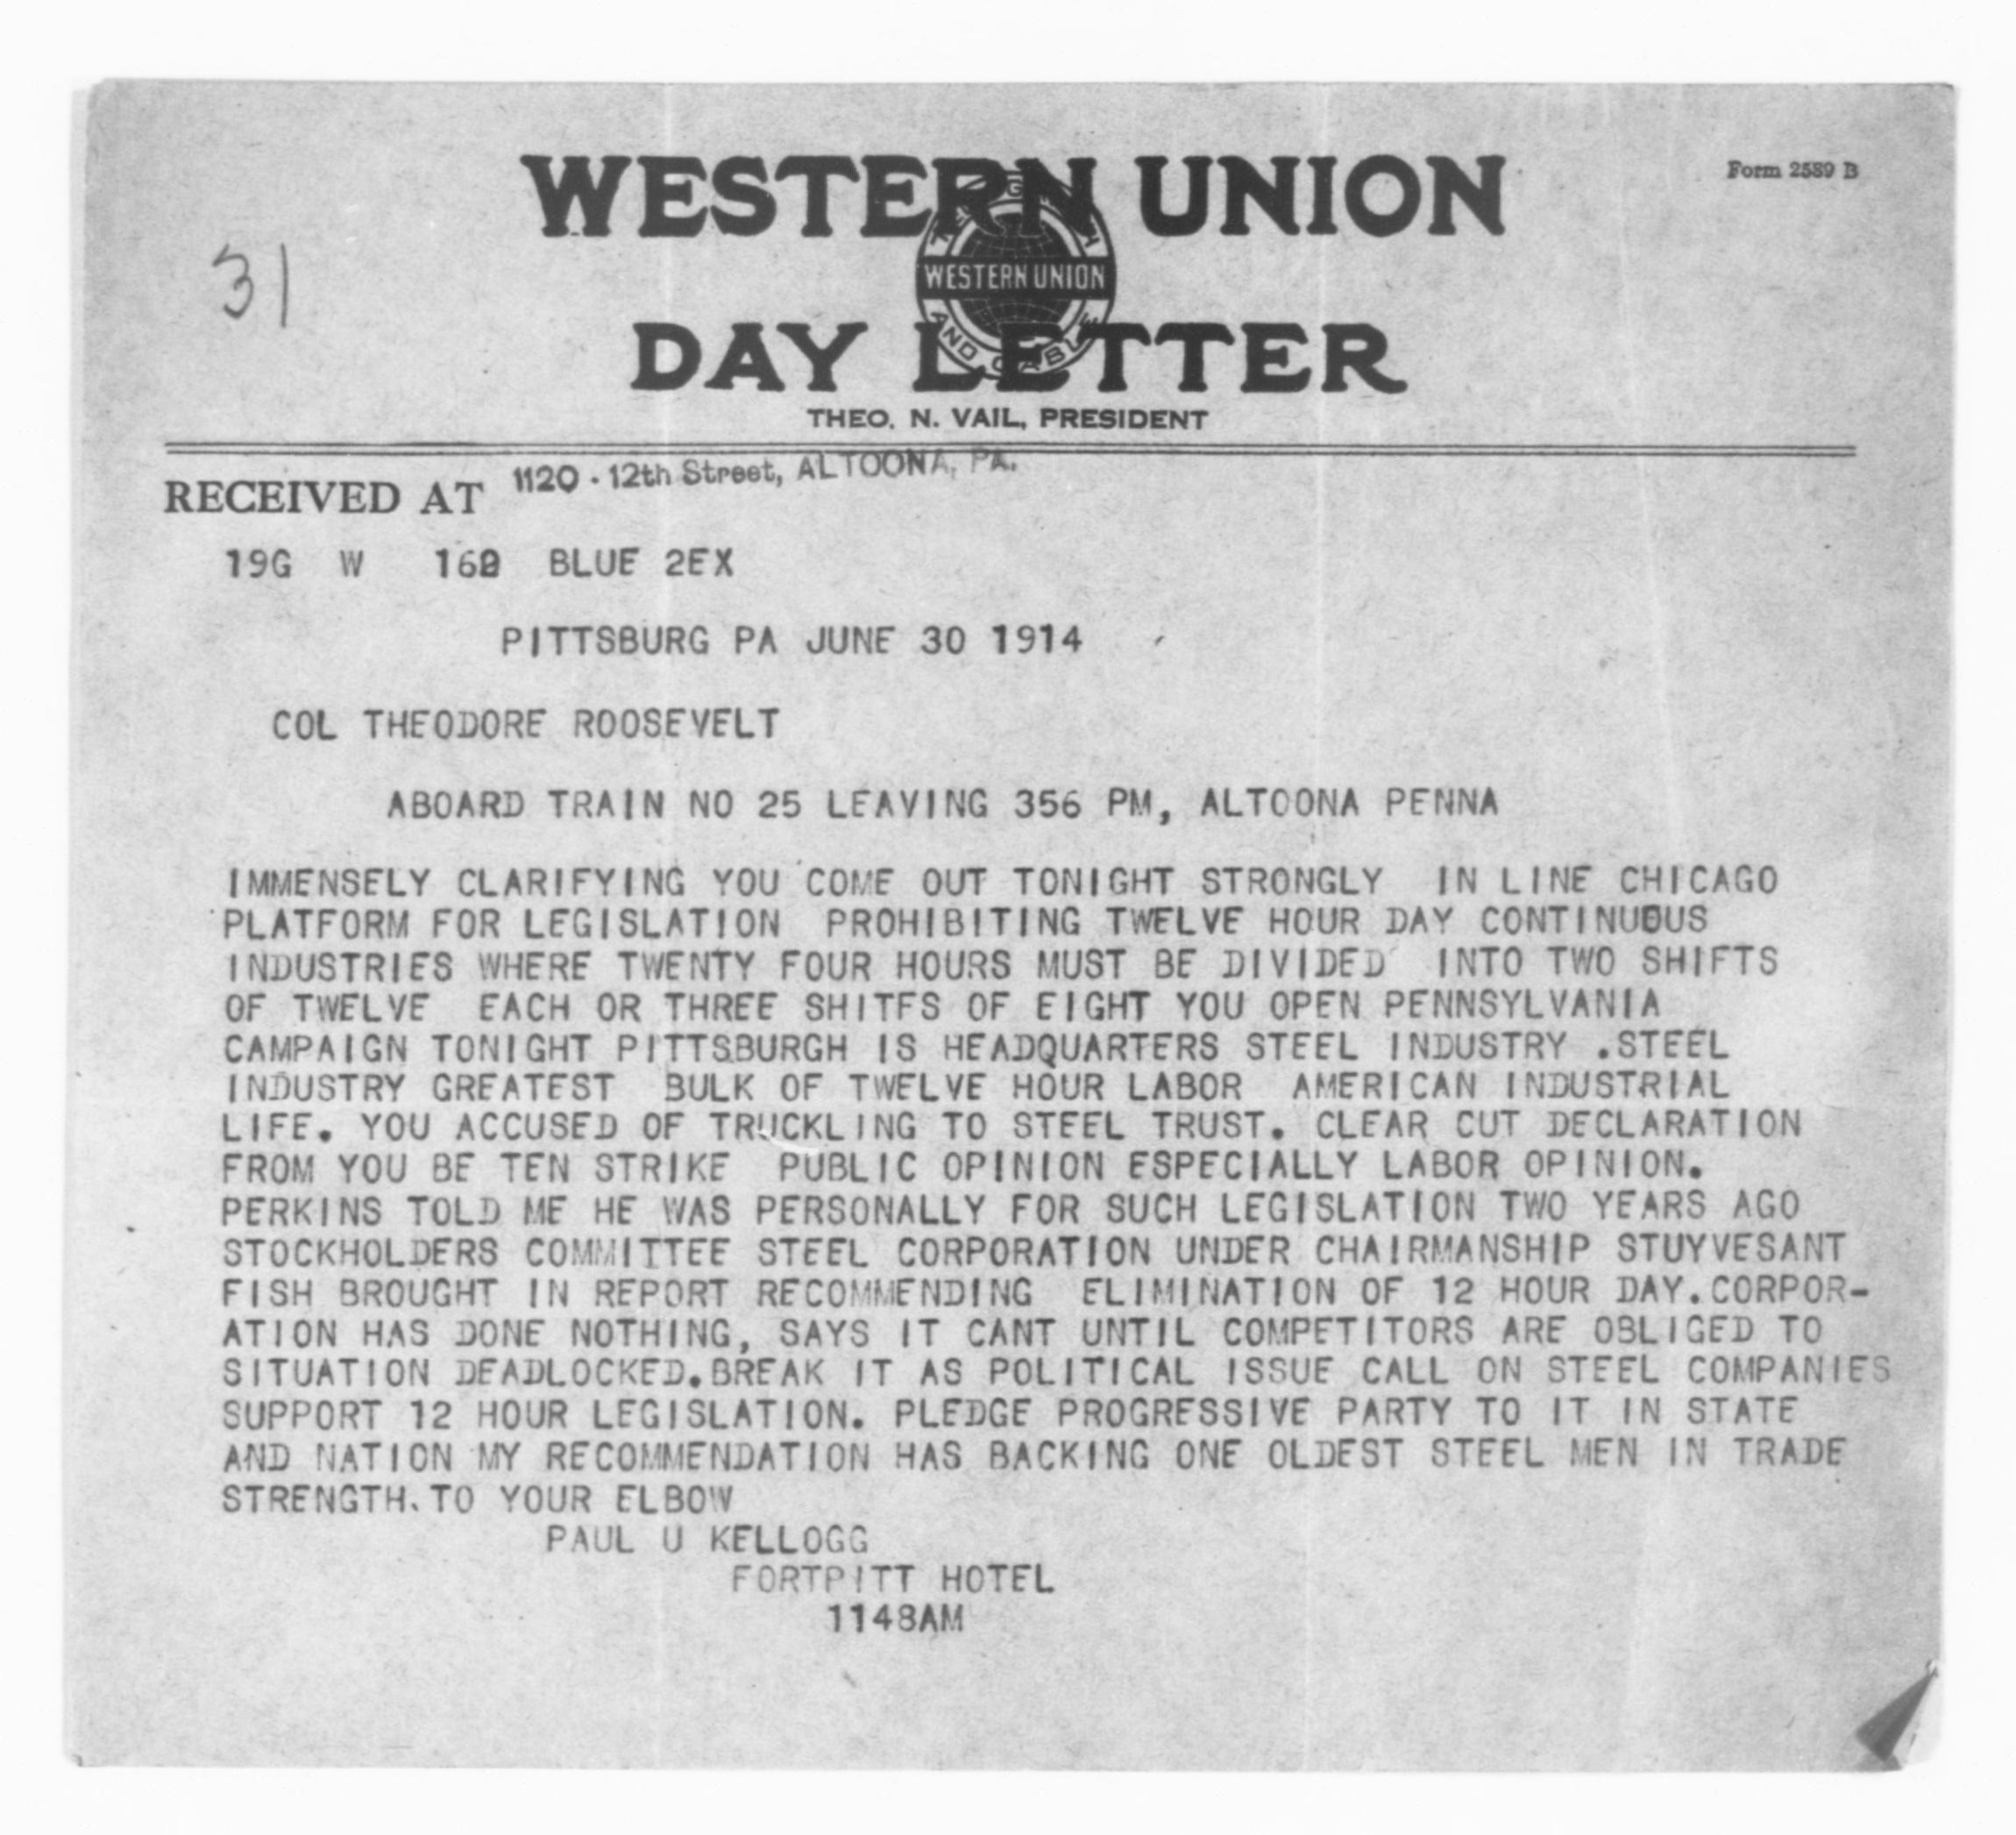 WESTERN UNION
Form 2589 B
31
TELEGRAPH
WESTERN UNION
AND CABLE
DAY LETTER
THEO. N. VAIL, PRESIDENT
RECEIVED AT 1120 - 12th Street, ALTOONA, PA.
19G W 162 BLUE 2EX
PITTSBURG PA JUNE 30 1914
COL THEODORE ROOSEVELT
ABOARD TRAIN NO 25 LEAVING 356 PM, ALTOONA PENNA
IMMENSELY CLARIFYING YOU COME OUT TONIGHT STRONGLY IN LINE CHICAGO
PLATFORM FOR LEGISLATION PROHIBITING TWELVE HOUR DAY CONTINUOUS
INDUSTRIES WHERE TWENTY FOUR HOURS MUST BE DIVIDED INTO TWO SHIFTS
OF TWELVE EACH OR THREE SHITFS OF EIGHT YOU OPEN PENNSYLVANIA
CAMPAIGN TONIGHT PITTSBURGH IS HEADQUARTERS STEEL INDUSTRY .STEEL
INDUSTRY GREATEST BULK OF TWELVE HOUR LABOR AMERICAN INDUSTRIAL
LIFE. YOU ACCUSED OF TRUCKLING TO STEEL TRUST. CLEAR CUT DECLARATION
FROM YOU BE TEN STRIKE PUBLIC OPINION ESPECIALLY LABOR OPINION.
PERKINS TOLD ME HE WAS PERSONALLY FOR SUCH LEGISLATION TWO YEARS AGO
STOCKHOLDERS COMMITTEE STEEL CORPORATION UNDER CHAIRMANSHIP STUYVESANT
FISH BROUGHT IN REPORT RECOMMENDING ELIMINATION OF 12 HOUR DAY.CORPOR-
ATION HAS DONE NOTHING, SAYS IT CANT UNTIL COMPETITORS ARE OBLIGED TO
SITUATION DEADLOCKED.BREAK IT AS POLITICAL ISSUE CALL ON STEEL COMPANIES
SUPPORT 12 HOUR LEGISLATION. PLEDGE PROGRESSIVE PARTY TO IT IN STATE
AND NATION MY RECOMMENDATION HAS BACKING ONE OLDEST STEEL MEN IN TRADE
STRENGTH.TO YOUR ELBOW
PAUL U KELLOGG
FORTPITT HOTEL
1148AM